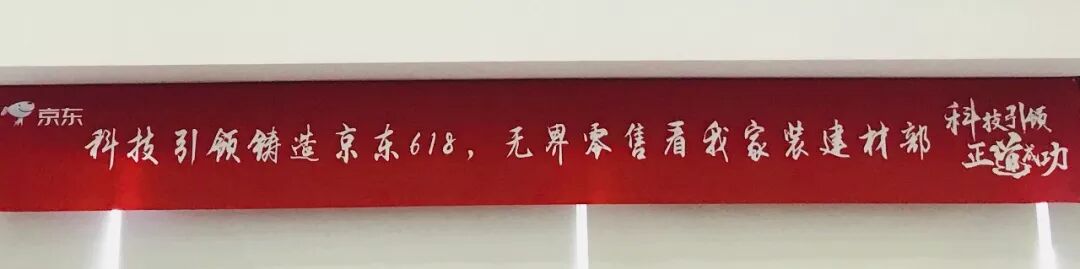 京东
科技引领铸造京东618，无界零售看我家装建材部
科技引领
正道成功